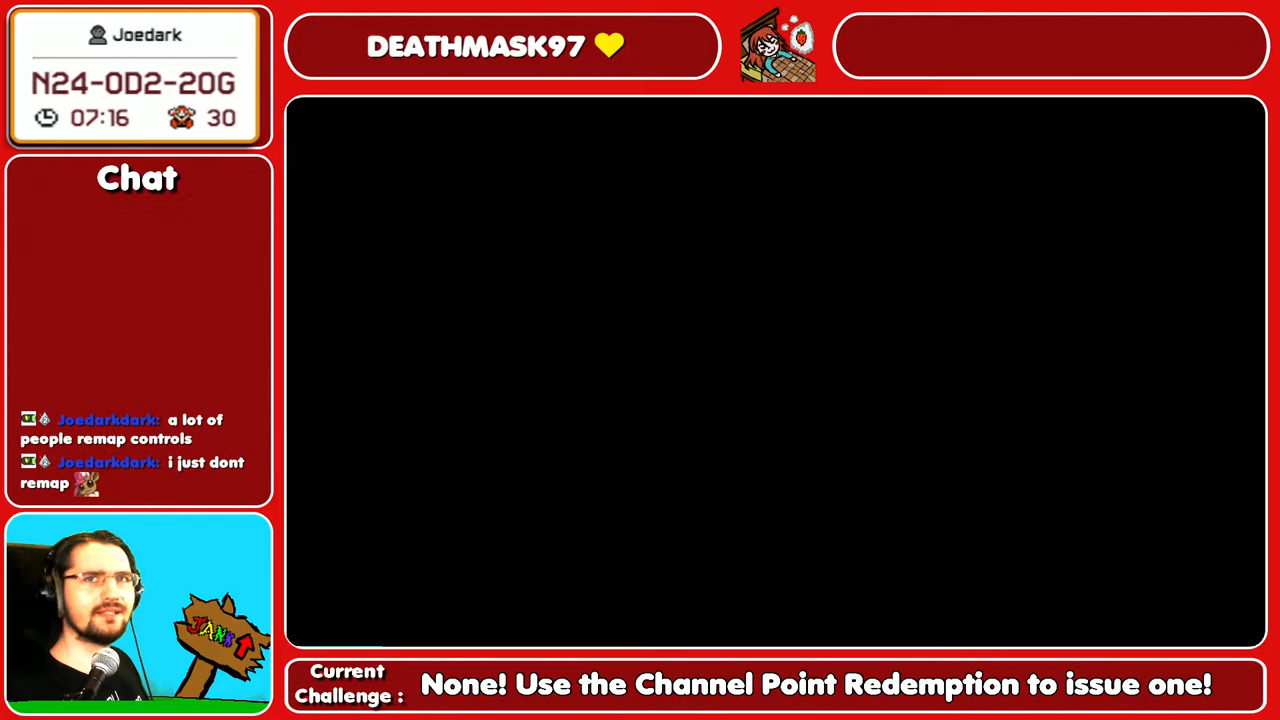 Joedark
N24-0D2-20G
07:16 30
DEATHMASK97
Chat
Joedarkdark: a lot of
people remap controls
Joedarkdark: i just dont
remap
JANK
Current
Challenge :
None! Use the Channel Point Redemption to issue one!